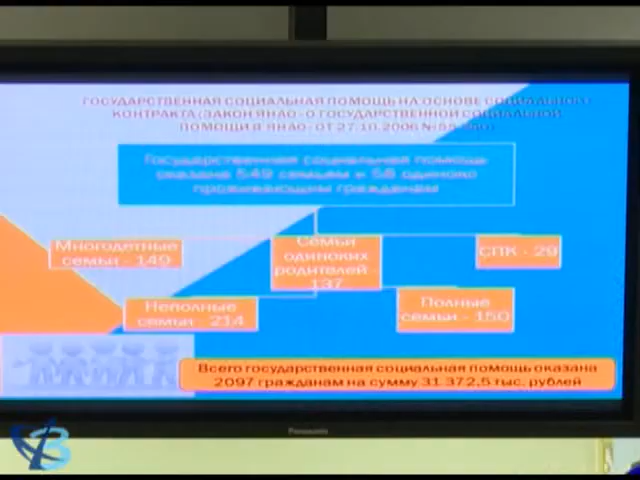 ГОСУДАРСТВЕННАЯ СОЦИАЛЬНАЯ ПОМОЩЬ НА ОСНОВЕ СОЦИАЛЬНОГО
КОНТРАКТА (ЗАКОН ЯНАО - О ГОСУДАРСТВЕННОЙ СОЦИАЛЬНОЙ
ПОМОЩИ В ЯНАО - ОТ 27.10.2006 №
Государственная социальная помощь
оказана 549 семьям и 58 одиноко
проживающим гражданам
Многодетные
семьи - 149
Семьи
одиноких
родителей
137
СПК - 29
Неполные
семьи 214
Полные
семьи - 150
Всего государственная социальная помощь оказана
2097 гражданам на сумму 31 372,5 тыс. рублей
Panasonic